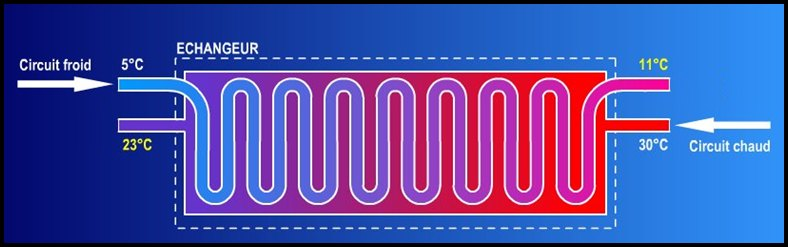 ECHANGEUR
Circuit froid
5°C
11°C
23°C
30°C
Circuit chaud